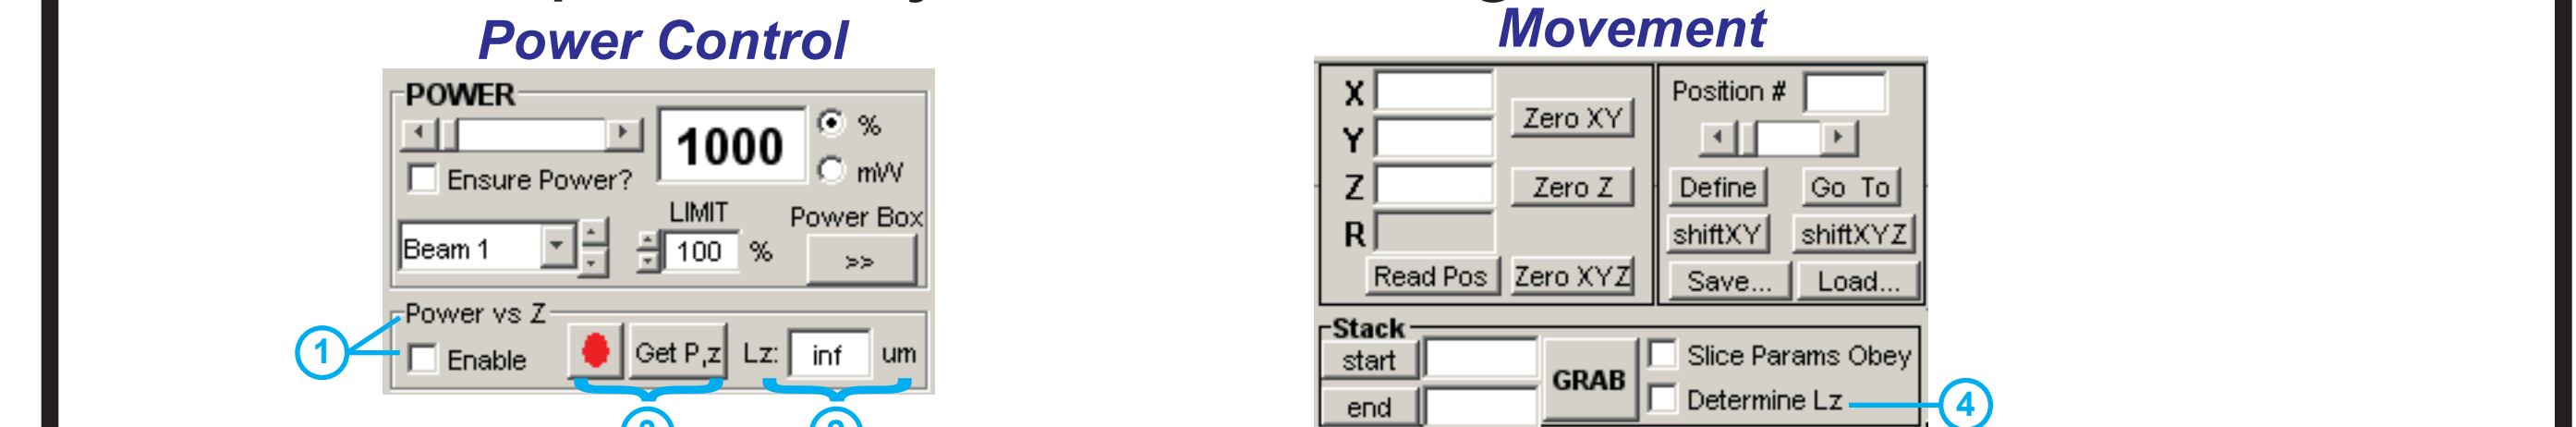 Power Control
POWER
1000
%
mW
Ensure Power?
LIMIT
Power Box
Beam 1
100 %
>>
Power vs Z
1
Enable
Get P,z
Lz: inf um
Movement
X
Zero XY
Y
Z
Zero Z
R
Read Pos
Zero XYZ
Position #
Define
Go To
shiftXY
shiftXYZ
Save...
Load...
Stack
start
GRAB
Slice Params Obey
end
Determine Lz
4